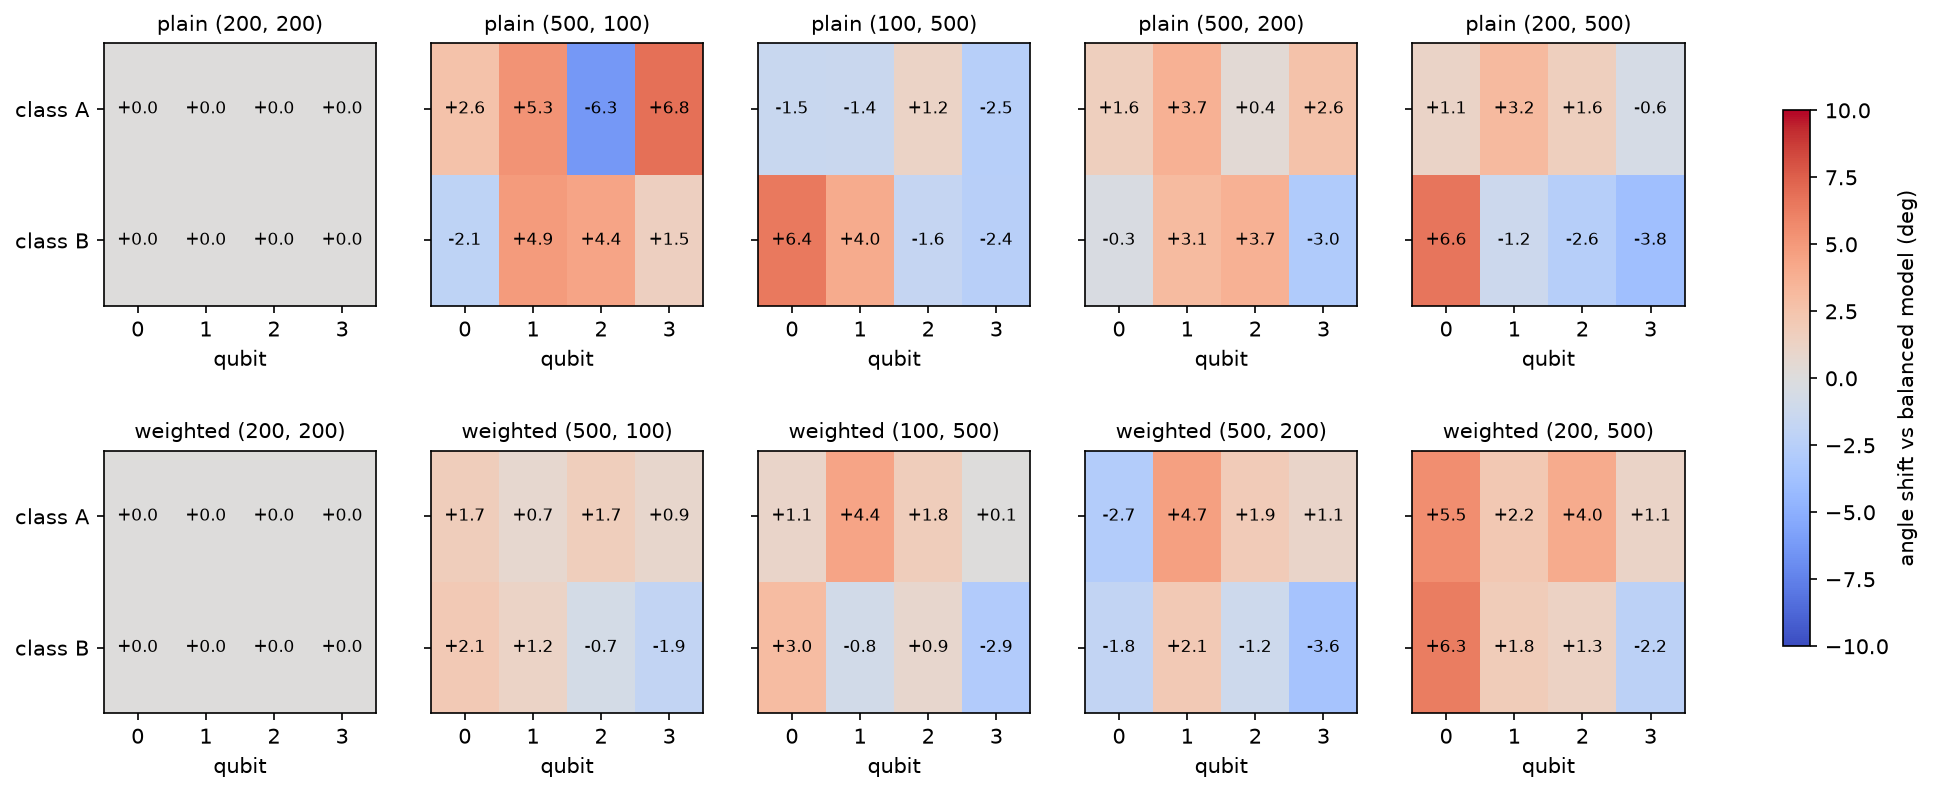 plain (200, 200)
plain (500, 100)
plain (100, 500)
plain (500, 200)
plain (200, 500)
class A
+0.0 +0.0 +0.0 +0.0
+2.6 +5.3 -6.3 +6.8
-1.5 -1.4 +1.2 -2.5
+1.6 +3.7 +0.4 +2.6
+1.1 +3.2 +1.6 -0.6
class B
+0.0 +0.0 +0.0 +0.0
-2.1 +4.9 +4.4 +1.5
+6.4 +4.0 -1.6 -2.4
-0.3 +3.1 +3.7 -3.0
+6.6 -1.2 -2.6 -3.8
0 1 2 3
0 1 2 3
0 1 2 3
0 1 2 3
0 1 2 3
qubit
qubit
qubit
qubit
qubit
weighted (200, 200)
weighted (500, 100)
weighted (100, 500)
weighted (500, 200)
weighted (200, 500)
class A
+0.0 +0.0 +0.0 +0.0
+1.7 +0.7 +1.7 +0.9
+1.1 +4.4 +1.8 +0.1
-2.7 +4.7 +1.9 +1.1
+5.5 +2.2 +4.0 +1.1
class B
+0.0 +0.0 +0.0 +0.0
+2.1 +1.2 -0.7 -1.9
+3.0 -0.8 +0.9 -2.9
-1.8 +2.1 -1.2 -3.6
+6.3 +1.8 +1.3 -2.2
0 1 2 3
0 1 2 3
0 1 2 3
0 1 2 3
0 1 2 3
qubit
qubit
qubit
qubit
qubit
10.0
7.5
5.0
2.5
0.0
−2.5
−5.0
−7.5
−10.0
angle shift vs balanced model (deg)